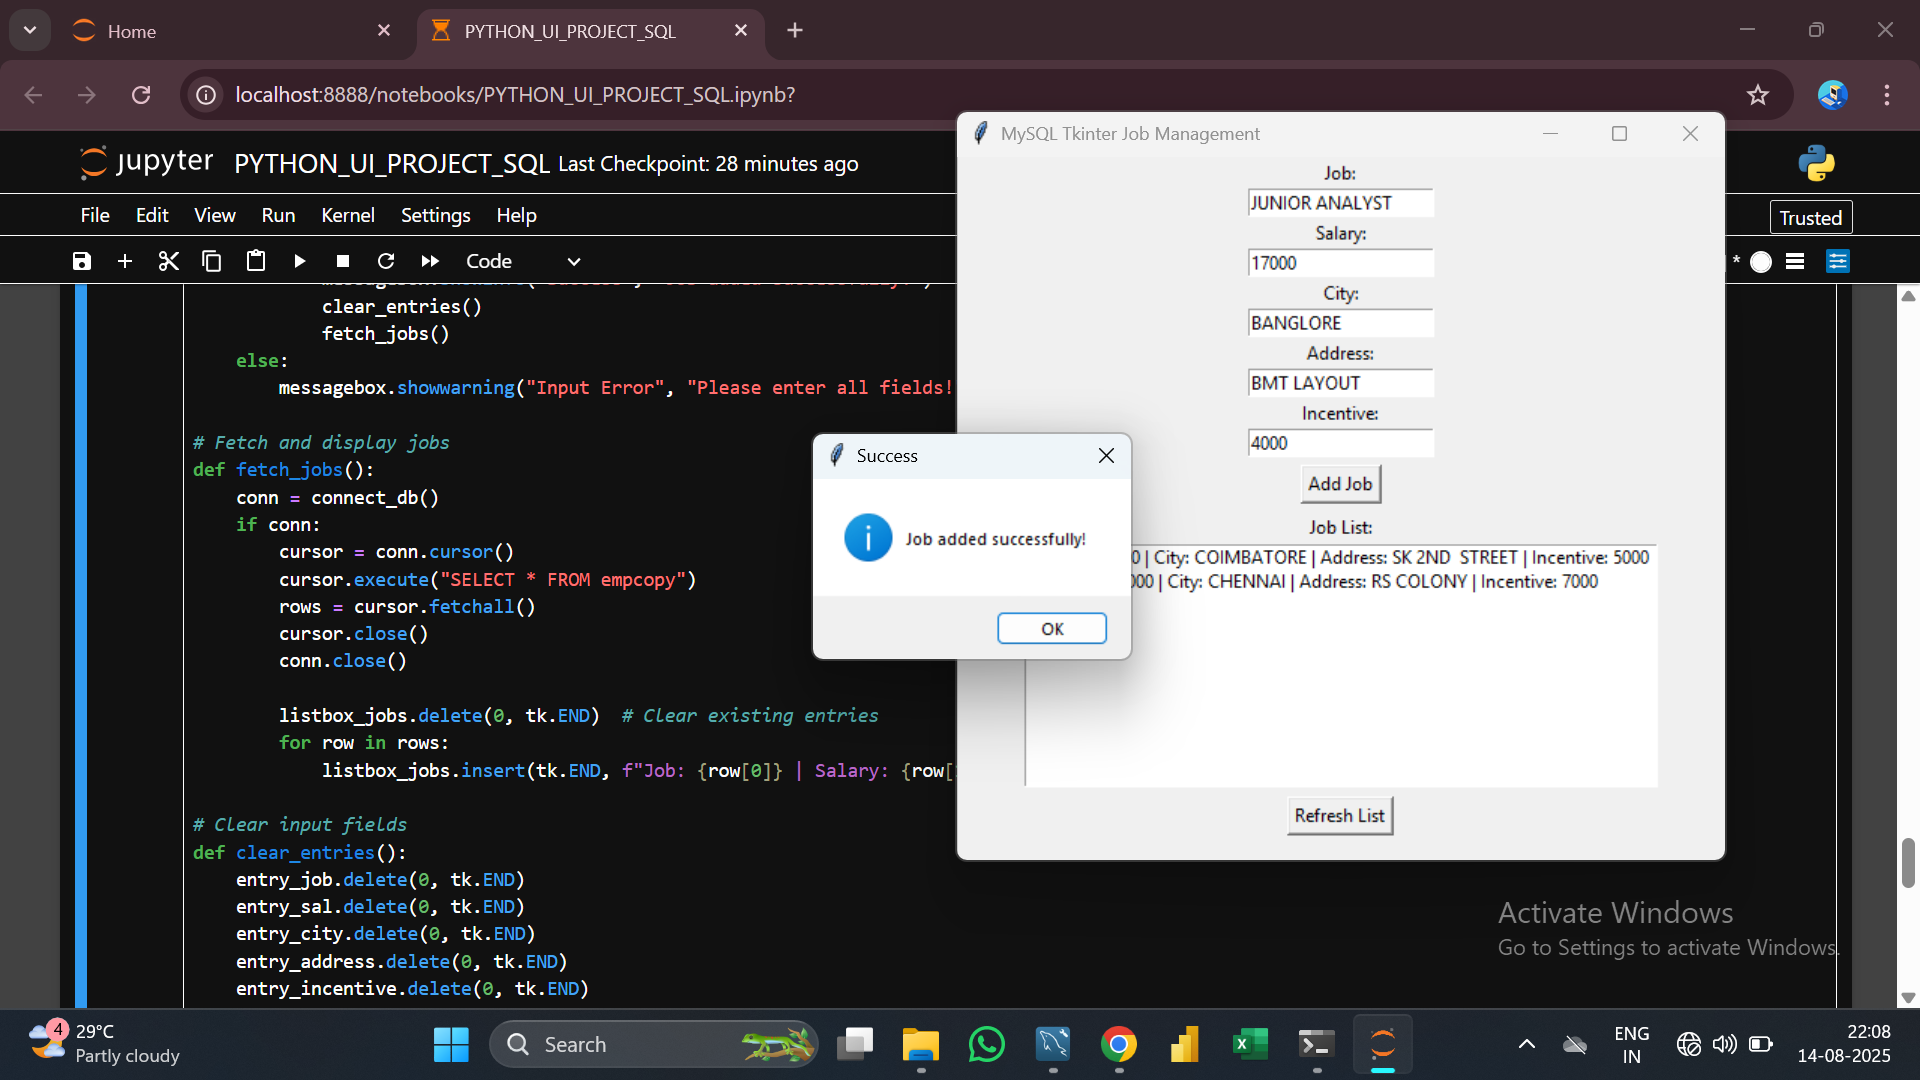 Home
PYTHON_UI_PROJECT_SQL
localhost:8888/notebooks/PYTHON_UI_PROJECT_SQL.ipynb?
jupyter PYTHON_UI_PROJECT_SQL Last Checkpoint: 28 minutes ago
File Edit View Run Kernel Settings Help
Trusted
Code
*
clear_entries()
fetch_jobs()
else:
messagebox.showwarning("Input Error", "Please enter all fields!
# Fetch and display jobs
def fetch_jobs():
conn = connect_db()
if conn:
cursor = conn.cursor()
cursor.execute("SELECT * FROM empcopy")
rows = cursor.fetchall()
cursor.close()
conn.close()
listbox_jobs.delete(0, tk.END)  # Clear existing entries
for row in rows:
listbox_jobs.insert(tk.END, f"Job: {row[0]} | Salary: {row[
# Clear input fields
def clear_entries():
entry_job.delete(0, tk.END)
entry_sal.delete(0, tk.END)
entry_city.delete(0, tk.END)
entry_address.delete(0, tk.END)
entry_incentive.delete(0, tk.END)
MySQL Tkinter Job Management
Job:
JUNIOR ANALYST
Salary:
17000
City:
BANGLORE
Address:
BMT LAYOUT
Incentive:
4000
Add Job
Job List:
0 | City: COIMBATORE | Address: SK 2ND  STREET | Incentive: 5000
000 | City: CHENNAI | Address: RS COLONY | Incentive: 7000
Refresh List
Success
Job added successfully!
OK
Activate Windows
Go to Settings to activate Windows.
4
29°C
Partly cloudy
Search
ENG
IN
22:08
14-08-2025